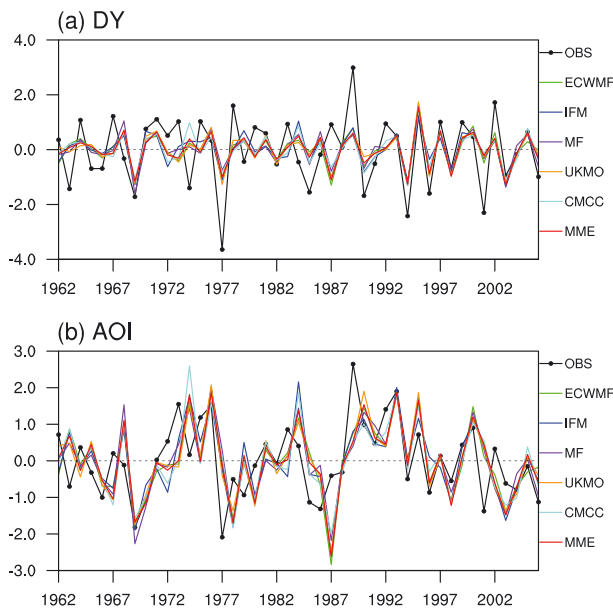 (a) DY
4.0
2.0
0.0
-2.0
-4.0
1962 1967 1972 1977 1982 1987 1992 1997 2002
OBS
ECWMF
IFM
MF
UKMO
CMCC
MME
(b) AOI
3.0
2.0
1.0
0.0
-1.0
-2.0
-3.0
1962 1967 1972 1977 1982 1987 1992 1997 2002
OBS
ECWMF
IFM
MF
UKMO
CMCC
MME